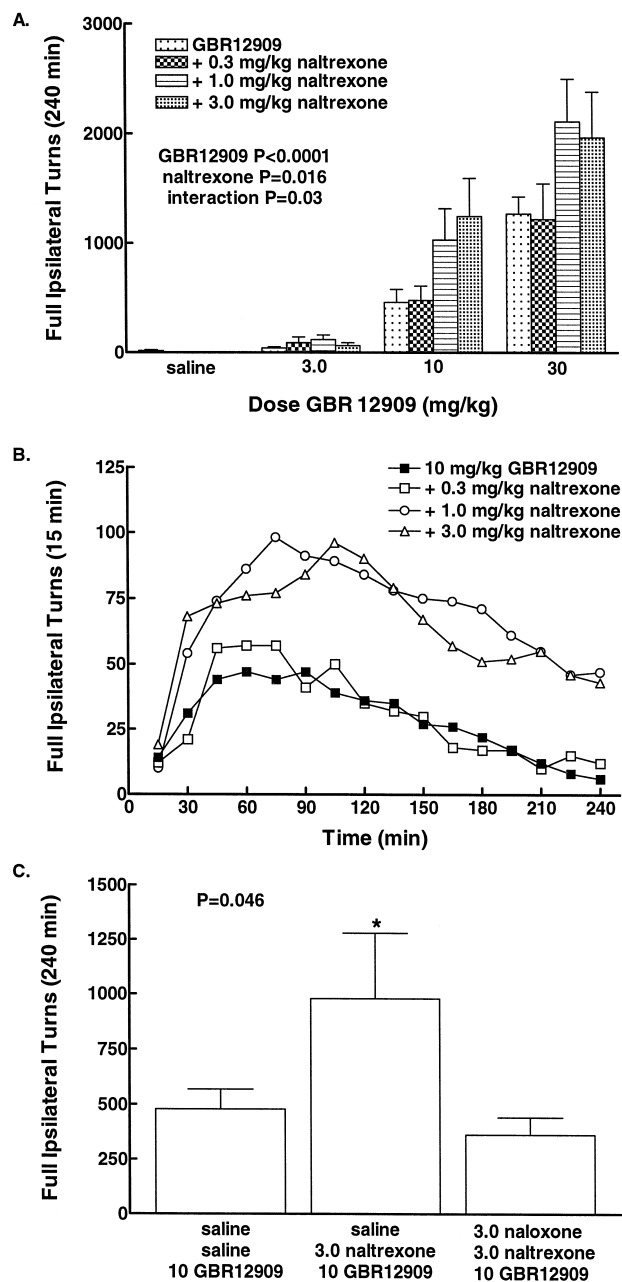 A.
Full Ipsilateral Turns (240 min)
3000
2000
1000
0
GBR12909
+ 0.3 mg/kg naltrexone
+ 1.0 mg/kg naltrexone
+ 3.0 mg/kg naltrexone
GBR12909 P<0.0001
naltrexone P=0.016
interaction P=0.03
saline 3.0 10 30
Dose GBR 12909 (mg/kg)
B.
Full Ipsilateral Turns (15 min)
125
100
75
50
25
0
10 mg/kg GBR12909
+ 0.3 mg/kg naltrexone
+ 1.0 mg/kg naltrexone
+ 3.0 mg/kg naltrexone
0 30 60 90 120 150 180 210 240
Time (min)
C.
Full Ipsilateral Turns (240 min)
1500
1250
1000
750
500
250
0
P=0.046
*
saline saline 3.0 naloxone
saline 3.0 naltrexone 3.0 naltrexone
10 GBR12909 10 GBR12909 10 GBR12909